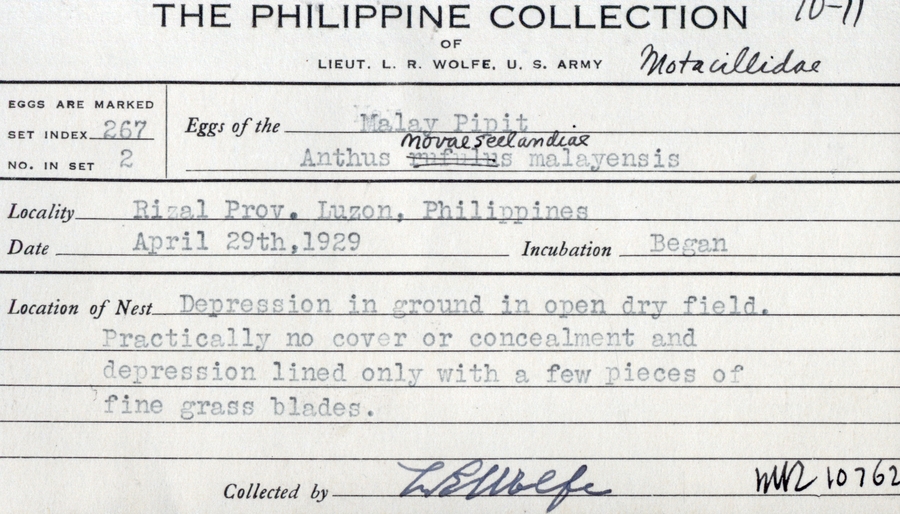 THE PHILIPPINE COLLECTION 10-11
OF
LIEUT. L. R. WOLFE, U. S. ARMY Motacillidae
EGGS ARE MARKED
SET INDEX 267
NO. IN SET 2
Eggs of the Malay Pipit
novaeseelandiae
Anthus rufulus malayensis
Locality Rizal Prov. Luzon, Philippines
Date April 29th,1929 Incubation Began
Location of Nest Depression in ground in open dry field.
Practically no cover or concealment and
depression lined only with a few pieces of
fine grass blades.
Collected by L R Wolfe 10762